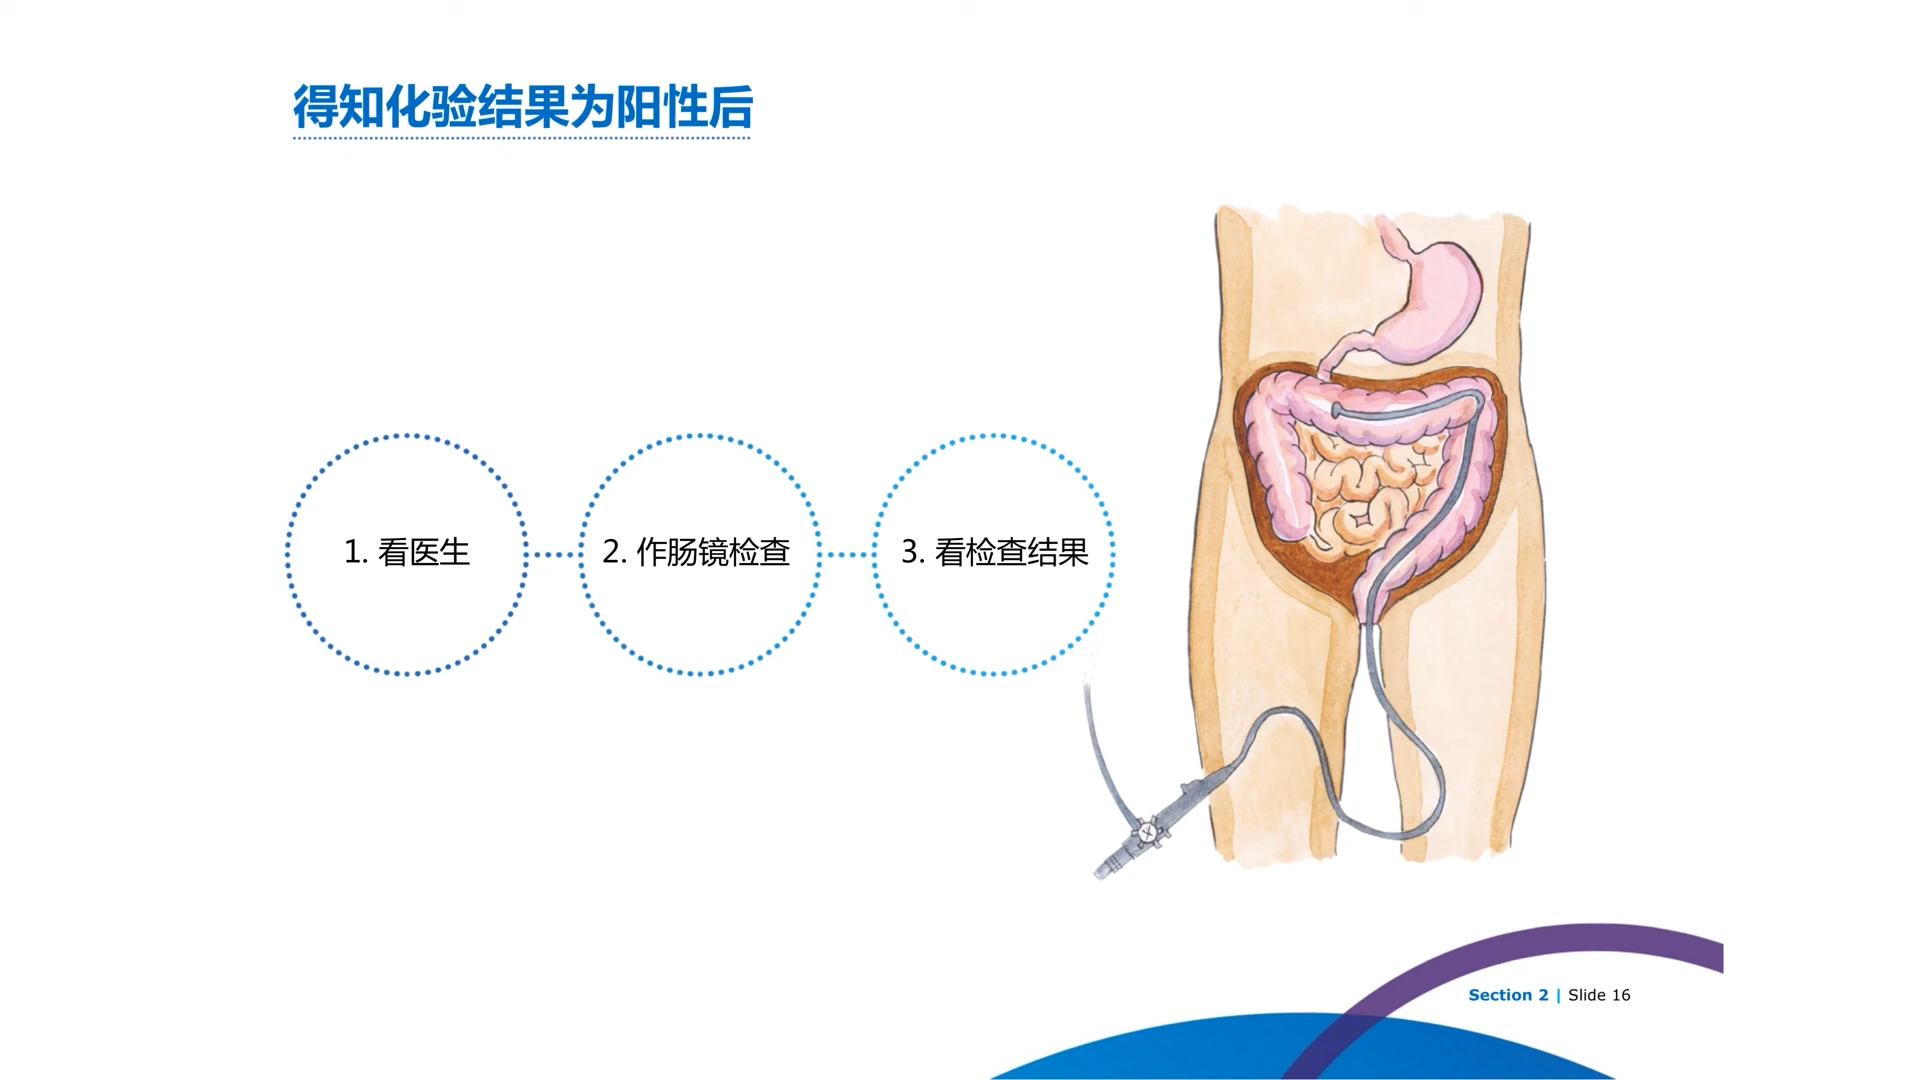 得知化验结果为阳性后
1. 看医生
2. 作肠镜检查
3. 看检查结果
Section 2 | Slide 16